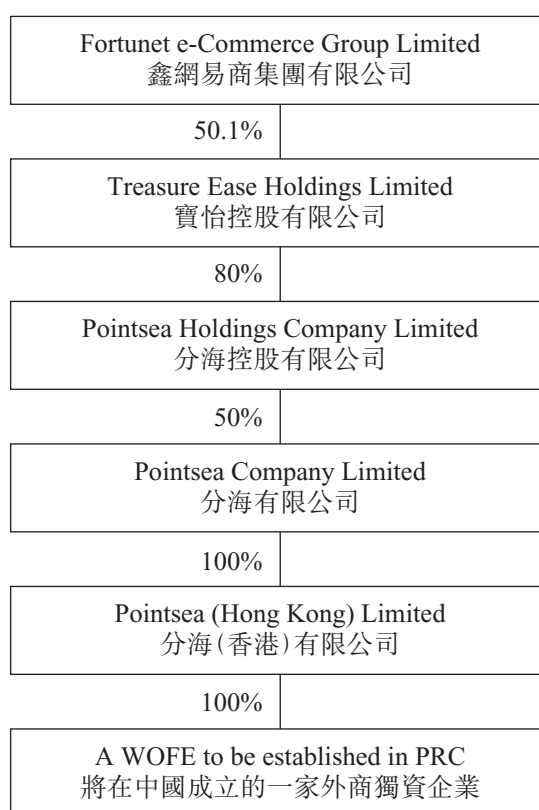 Fortunet e-Commerce Group Limited
鑫網易商集團有限公司
50.1%
Treasure Ease Holdings Limited
寶怡控股有限公司
80%
Pointsea Holdings Company Limited
分海控股有限公司
50%
Pointsea Company Limited
分海有限公司
100%
Pointsea (Hong Kong) Limited
分海(香港)有限公司
100%
A WOFE to be established in PRC
將在中國成立的一家外商獨資企業